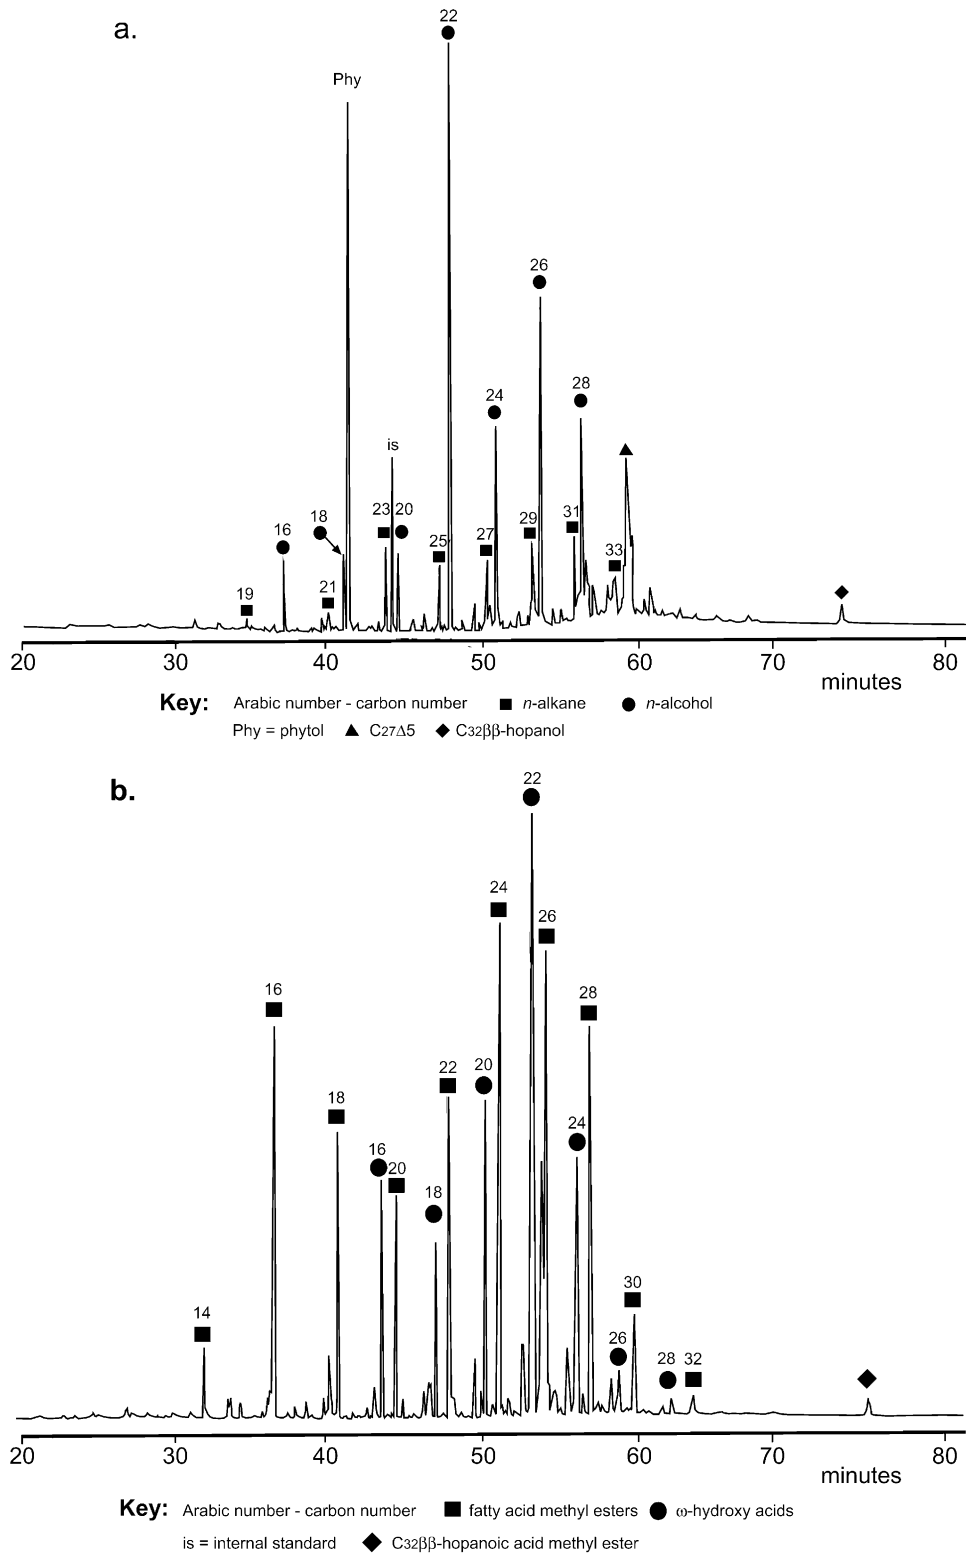 a.
22
Phy
26
28
24
is
31
23
20
18
29
16
27
25
33
21
19
20 30 40 50 60 70 80
minutes
Key: Arabic number - carbon number n-alkane n-alcohol
Phy = phytol C27Δ5 C32ββ-hopanol
b.
22
24
26
16
28
20
22
18
24
16
20
18
30
14
26
28
32
20 30 40 50 60 70 80
minutes
Key: Arabic number - carbon number fatty acid methyl esters ω-hydroxy acids
is = internal standard C32ββ-hopanoic acid methyl ester